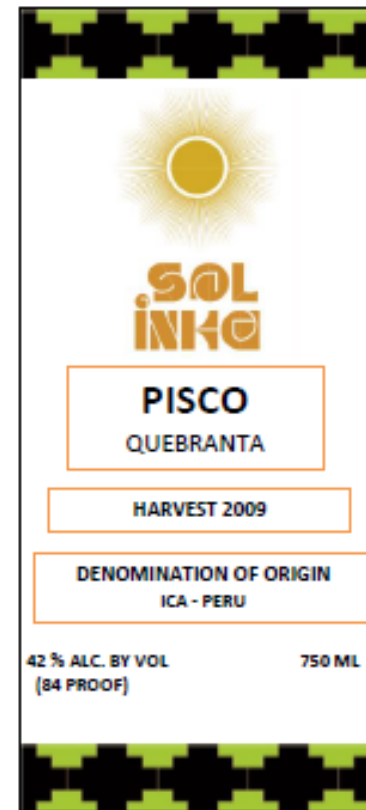 SOL
INKA
PISCO
QUEBRANTA
HARVEST 2009
DENOMINATION OF ORIGIN
ICA - PERU
42 % ALC. BY VOL 750 ML
(84 PROOF)